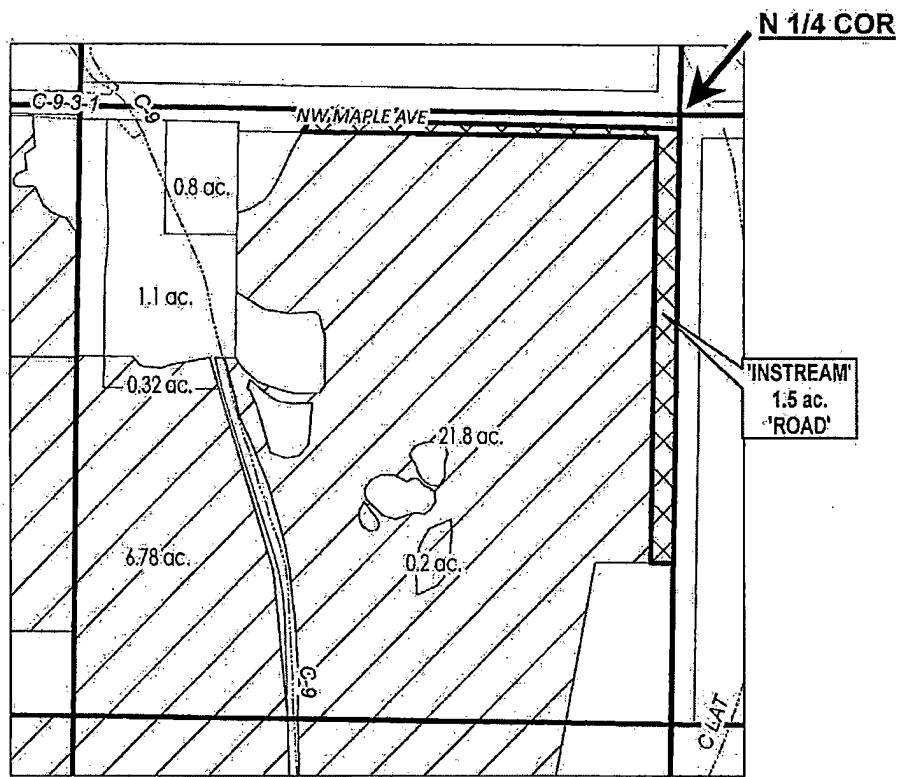 N 1/4 COR
C-9-3-1
C-9
NW MAPLE AVE
0.8 ac.
1.1 ac.
'INSTREAM'
1.5 ac.
'ROAD'
0.32 ac.
21.8 ac.
6.78 ac.
0.2 ac.
C-9
C LAT